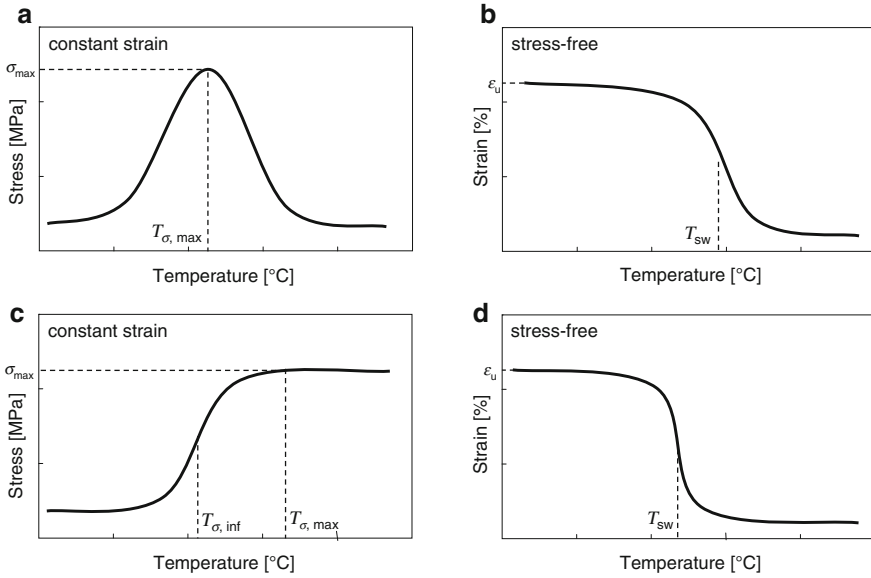 a
constant strain
σmax
Stress [MPa]
Tσ, max
Temperature [°C]
b
stress-free
εu
Strain [%]
Tsw
Temperature [°C]
c
constant strain
σmax
Stress [MPa]
Tσ, inf
Tσ, max
Temperature [°C]
d
stress-free
εu
Strain [%]
Tsw
Temperature [°C]